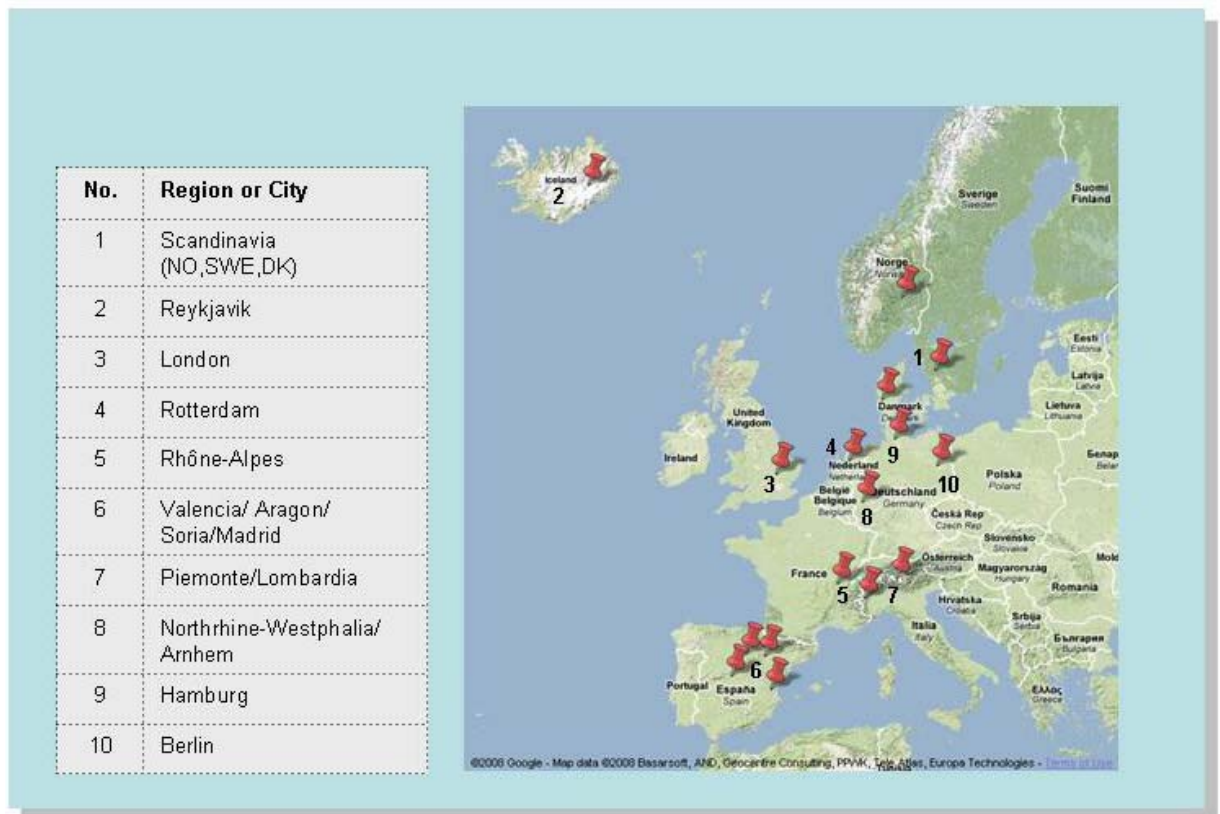 No. Region or City
1 Scandinavia
(NO,SWE,DK)
2 Reykjavik
3 London
4 Rotterdam
5 Rhône-Alpes
6 Valencia/ Aragon/
Soria/Madrid
7 Piemonte/Lombardia
8 Northrhine-Westphalia/
Arnhem
9 Hamburg
10 Berlin
Iceland
2
Sverige
Sweden
Suomi
Finland
Norge
1
Eesti
Estonia
Latvija
Latvia
Lietuva
Lithuania
Danmark
United
Kingdom
Ireland
3
4
Nederland
9
10
Polska
Poland
België
Belgique
Belgium
Deutschland
Germany
8
Česká Rep
Czech Rep
Slovensko
Slovakia
Österreich
Austria
Magyarország
Hungary
France
5
7
Romania
Hrvatska
Croatia
Srbija
Serbia
Italia
Italy
България
Bulgaria
6
Portugal
España
Spain
Ελλάς
Greece
©2008 Google - Map data ©2008 Basarsoft, AND, Geocentre Consulting, PPWK, Tele Atlas, Europa Technologies - Terms of Use